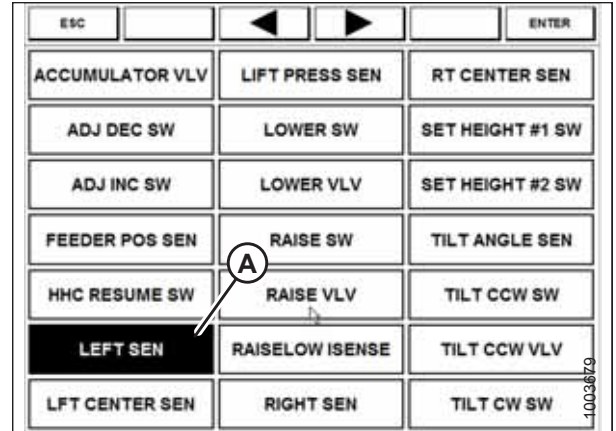 ESC ENTER
ACCUMULATOR VLV LIFT PRESS SEN RT CENTER SEN
ADJ DEC SW LOWER SW SET HEIGHT #1 SW
ADJ INC SW LOWER VLV SET HEIGHT #2 SW
FEEDER POS SEN RAISE SW TILT ANGLE SEN
A
HHC RESUME SW RAISE VLV TILT CCW SW
LEFT SEN RAISELOW ISENSE TILT CCW VLV
LFT CENTER SEN RIGHT SEN TILT CW SW
1003679